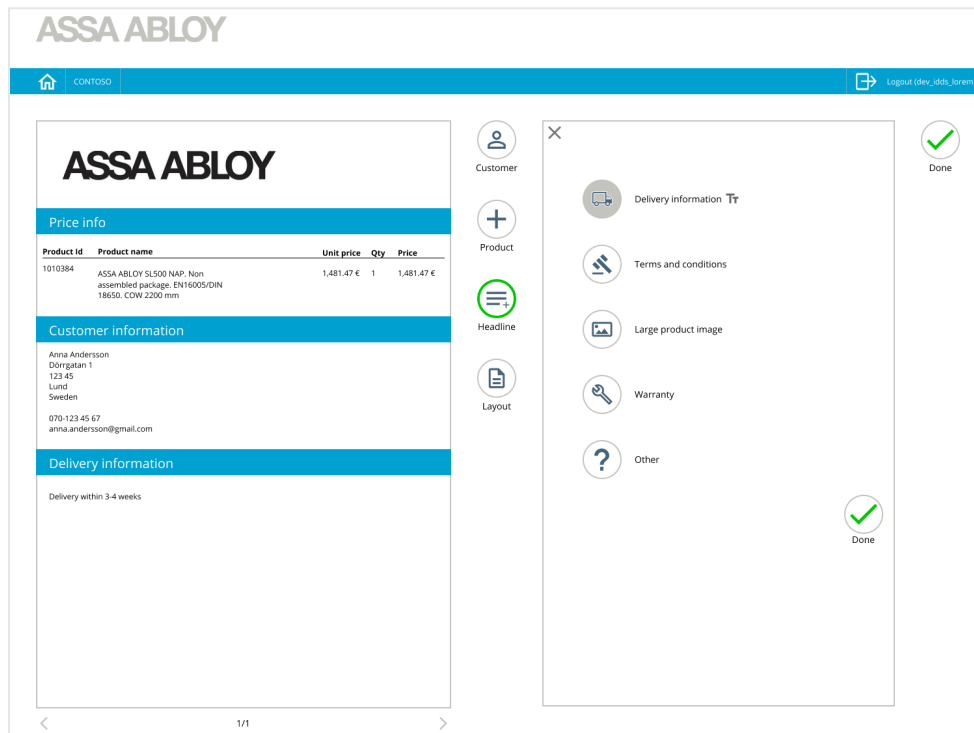 ASSA ABLOY
CONTOSO
Logout (dev_idds_lorem
ASSA ABLOY
Price info
Product Id Product name Unit price Qty Price
1010384 ASSA ABLOY SL500 NAP. Non 1,481.47 € 1 1,481.47 €
assembled package. EN16005/DIN
18650. COW 2200 mm
Customer information
Anna Andersson
Dörrgatan 1
123 45
Lund
Sweden
070-123 45 67
anna.andersson@gmail.com
Delivery information
Delivery within 3-4 weeks
1/1
Customer
Product
Headline
Layout
Delivery information Tт
Terms and conditions
Large product image
Warranty
? Other
Done
Done